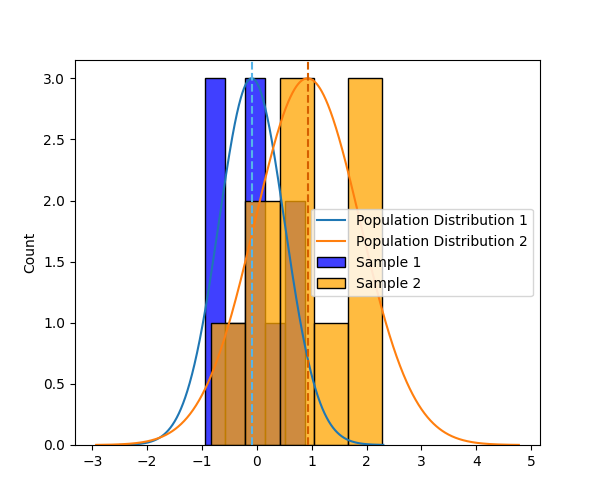 3.0
2.5
2.0
1.5
1.0
0.5
0.0
Count
Population Distribution 1
Population Distribution 2
Sample 1
Sample 2
−3 −2 −1 0 1 2 3 4 5